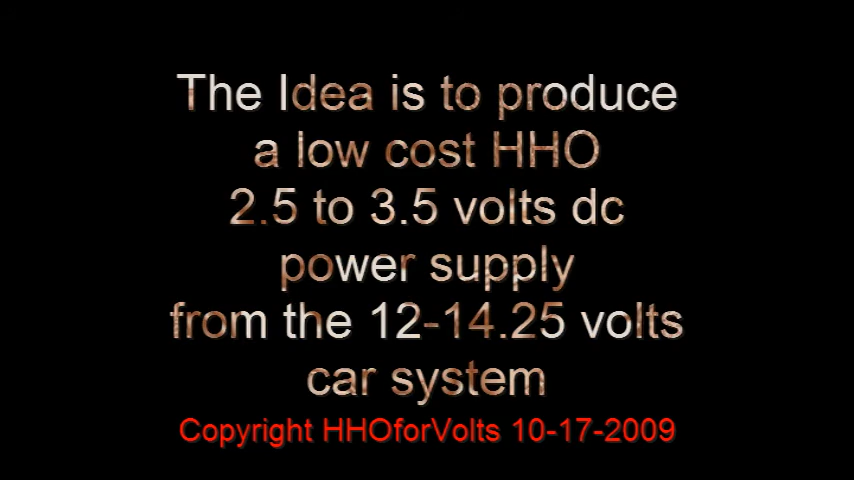 The Idea is to produce
a low cost HHO
2.5 to 3.5 volts dc
power supply
from the 12-14.25 volts
car system
Copyright HHOforVolts 10-17-2009